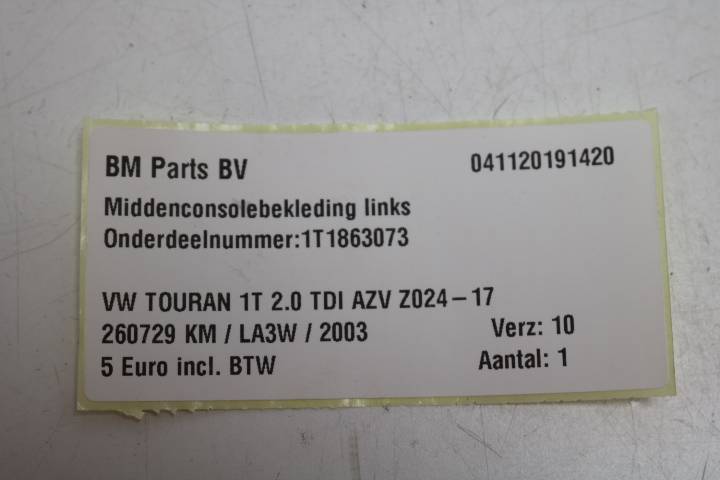 BM Parts BV 041120191420
Middenconsolebekleding links
Onderdeelnummer:1T1863073
VW TOURAN 1T 2.0 TDI AZV Z024-17
260729 KM / LA3W / 2003 Verz: 10
5 Euro incl. BTW Aantal: 1